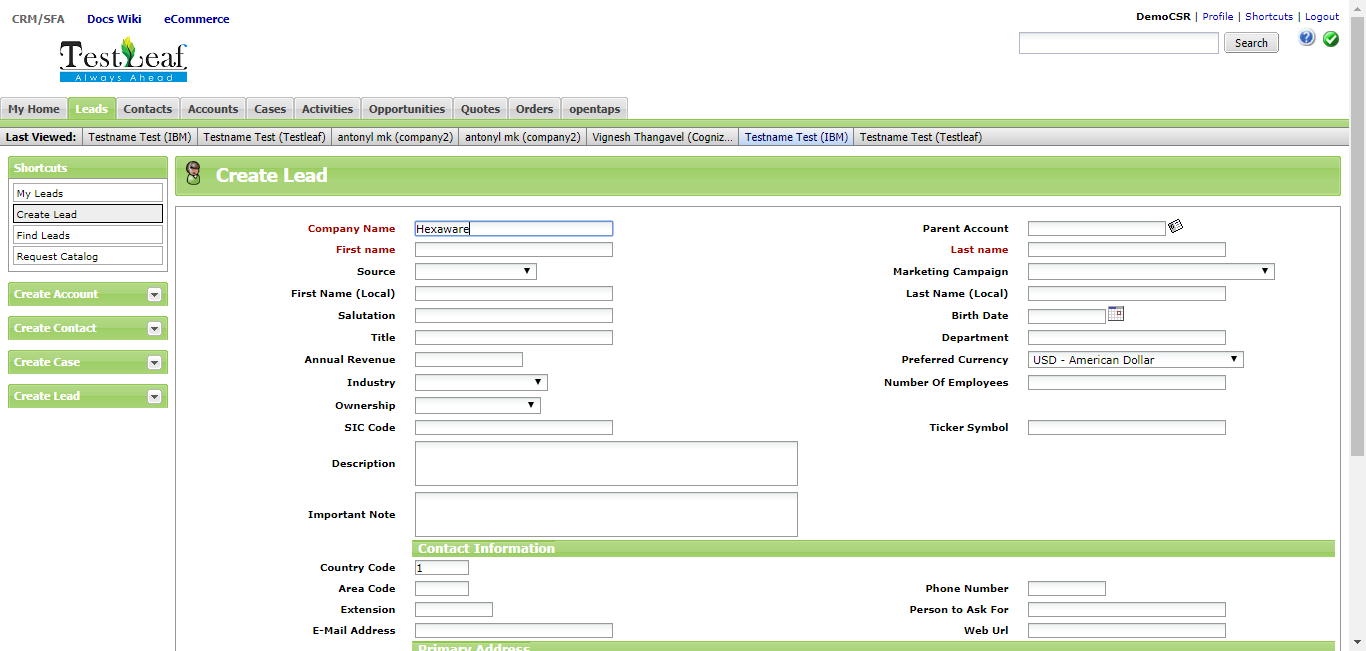 CRM/SFA Docs Wiki eCommerce
DemoCSR | Profile | Shortcuts | Logout
TestLeaf
Always Ahead
Search
?
My Home Leads Contacts Accounts Cases Activities Opportunities Quotes Orders opentaps
Last Viewed: Testname Test (IBM) Testname Test (Testleaf) antonyl mk (company2) antonyl mk (company2) Vignesh Thangavel (Cogniz... Testname Test (IBM) Testname Test (Testleaf)
Shortcuts
My Leads
Create Lead
Find Leads
Request Catalog
Create Account
Create Contact
Create Case
Create Lead
Create Lead
Company Name Hexaware Parent Account
First name Last name
Source Marketing Campaign
First Name (Local) Last Name (Local)
Salutation Birth Date
Title Department
Annual Revenue Preferred Currency USD - American Dollar
Industry Number Of Employees
Ownership
SIC Code Ticker Symbol
Description
Important Note
Contact Information
Country Code 1
Area Code Phone Number
Extension Person to Ask For
E-Mail Address Web Url
Primary Address